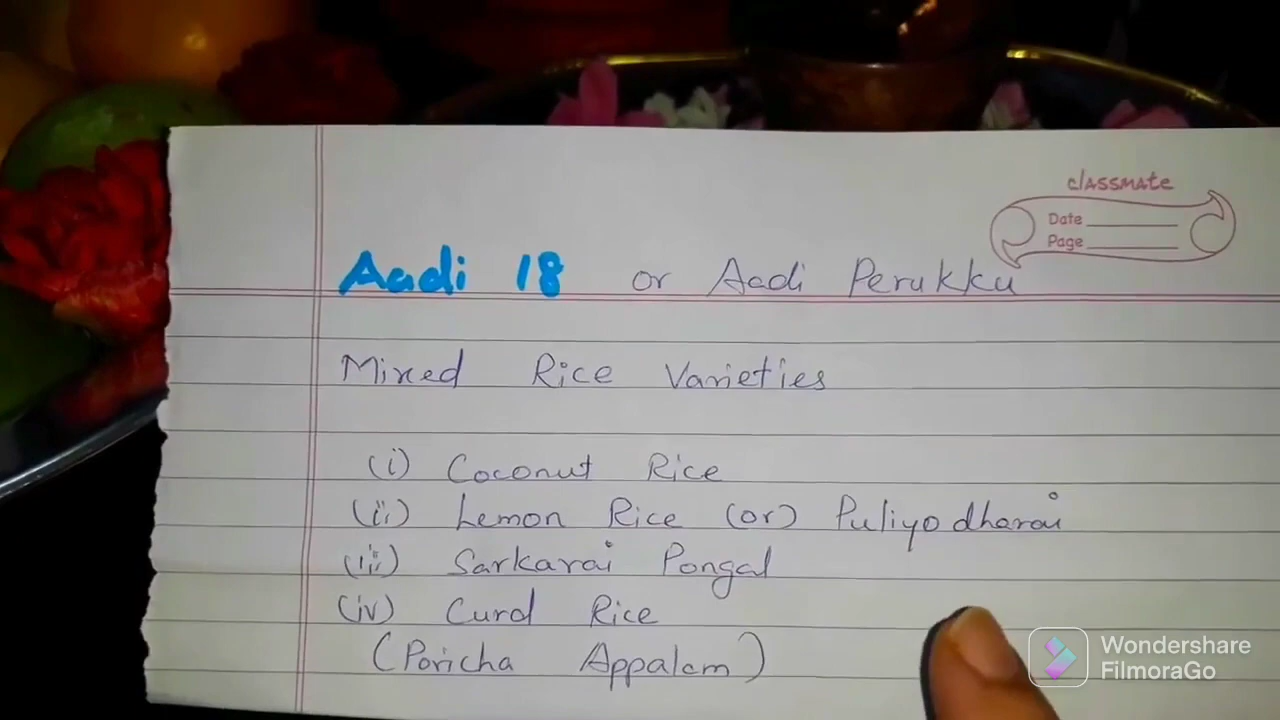 classmate
Date
Page
Aadi 18 or Aadi Perukku
Mixed Rice Varieties
(i) Coconut Rice
(ii) Lemon Rice (or) Puliyodharai
(iii) Sarkarai Pongal
(iv) Curd Rice
(Poricha Appalam)
Wondershare
FilmoraGo